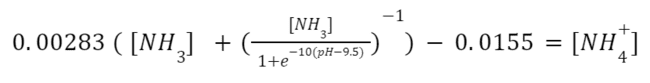 0.00283 ( [NH₃] + ([NH₃] / 1+e^−10(pH−9.5))^−1 ) − 0.0155 = [NH₄⁺]